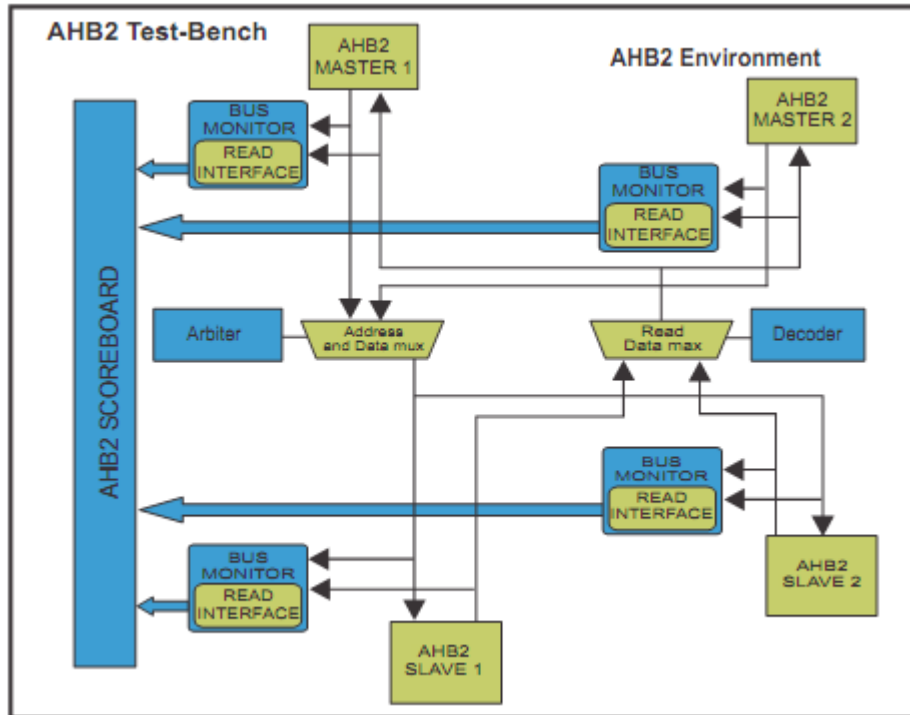 AHB2 Test-Bench
AHB2
MASTER 1
AHB2 Environment
AHB2
MASTER 2
BUS
MONITOR
READ
INTERFACE
BUS
MONITOR
READ
INTERFACE
AHB2 SCOREBOARD
Arbiter
Address
and Data mux
Read
Data max
Decoder
BUS
MONITOR
READ
INTERFACE
BUS
MONITOR
READ
INTERFACE
AHB2
SLAVE 2
AHB2
SLAVE 1